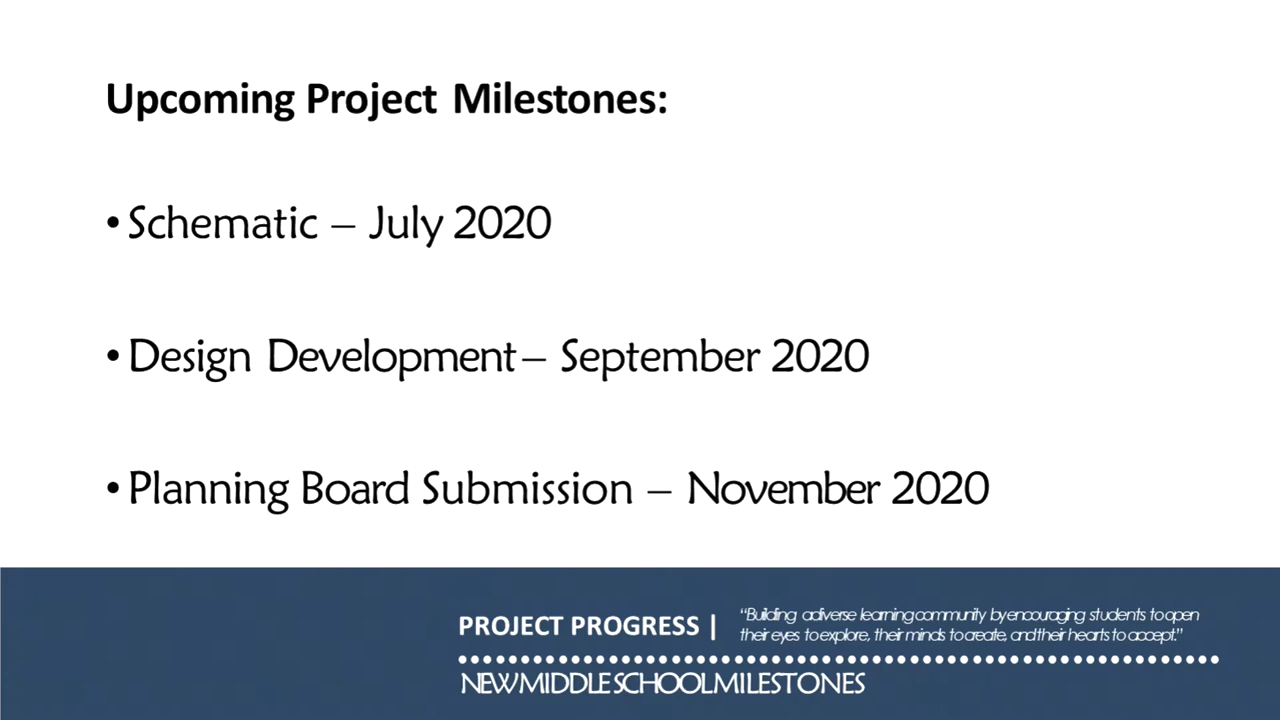 Upcoming Project Milestones:
• Schematic – July 2020
• Design Development – September 2020
• Planning Board Submission – November 2020
PROJECT PROGRESS |
"Building a diverse learning community by encouraging students to open
their eyes to explore, their minds to create, and their hearts to accept."
NEW MIDDLE SCHOOL MILESTONES